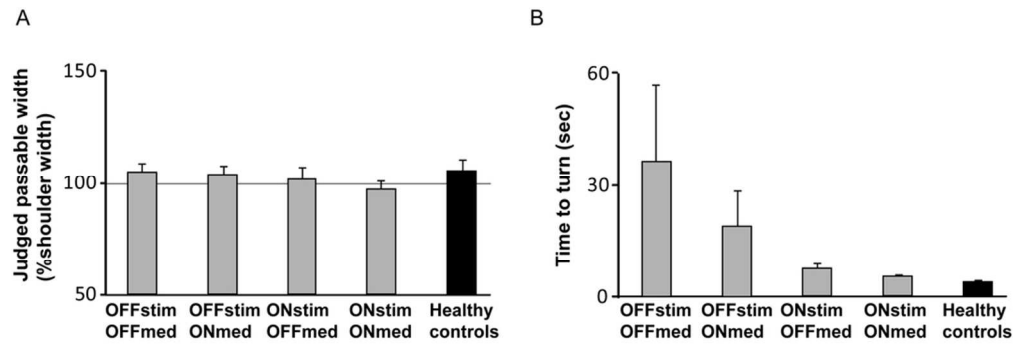 A
Judged passable width
(%shoulder width)
150
100
50
OFFstim OFFstim ONstim ONstim Healthy
OFFmed ONmed OFFmed ONmed controls
B
Time to turn (sec)
60
30
0
OFFstim OFFstim ONstim ONstim Healthy
OFFmed ONmed OFFmed ONmed controls